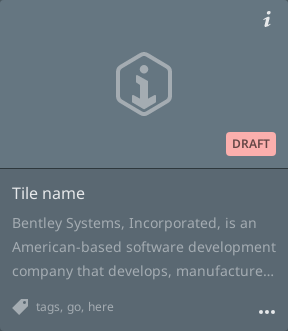 DRAFT
Tile name
Bentley Systems, Incorporated, is an
American-based software development
company that develops, manufacture...
tags, go, here